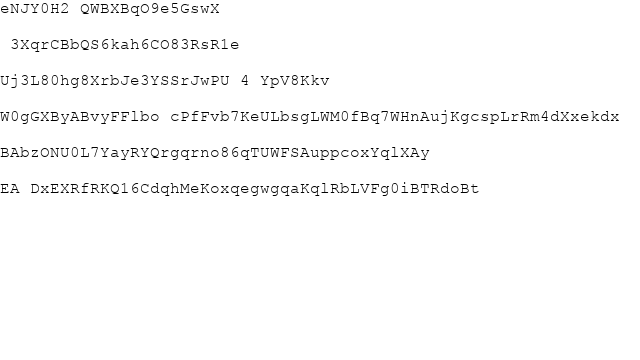 eNJY0H2 QWBXBqO9e5GswX
3XqrCBbQS6kah6CO83RsR1e
Uj3L80hg8XrbJe3YSSrJwPU 4 YpV8Kkv
W0gGXByABvyFFlbo cPfFvb7KeULbsgLWM0fBq7WHnAujKgcspLrRm4dXxekdx
BAbzONU0L7YayRYQrgqrno86qTUWFSAuppcoxYqlXAy
EA DxEXRfRKQ16CdqhMeKoxqegwgqaKqlRbLVFg0iBTRdoBt